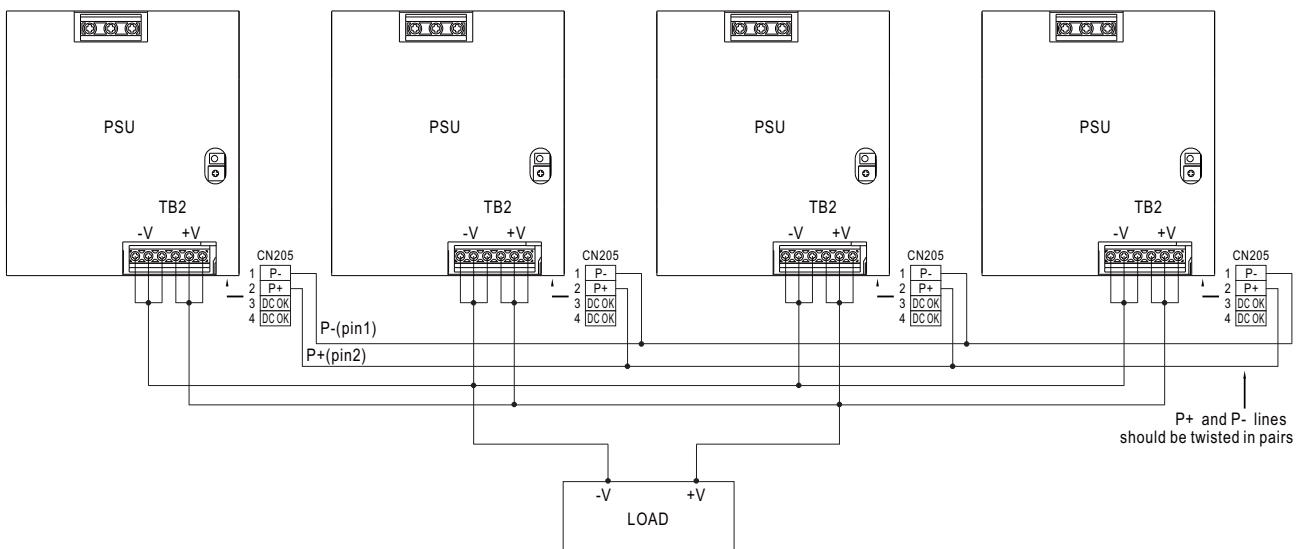 PSU PSU PSU PSU
TB2 TB2 TB2 TB2
-V +V -V +V -V +V -V +V
CN205 CN205 CN205 CN205
1 P- 1 P- 1 P- 1 P-
2 P+ 2 P+ 2 P+ 2 P+
3 DC OK 3 DC OK 3 DC OK 3 DC OK
4 DC OK 4 DC OK 4 DC OK 4 DC OK
P-(pin1)
P+(pin2)
P+ and P- lines
should be twisted in pairs
-V +V
LOAD